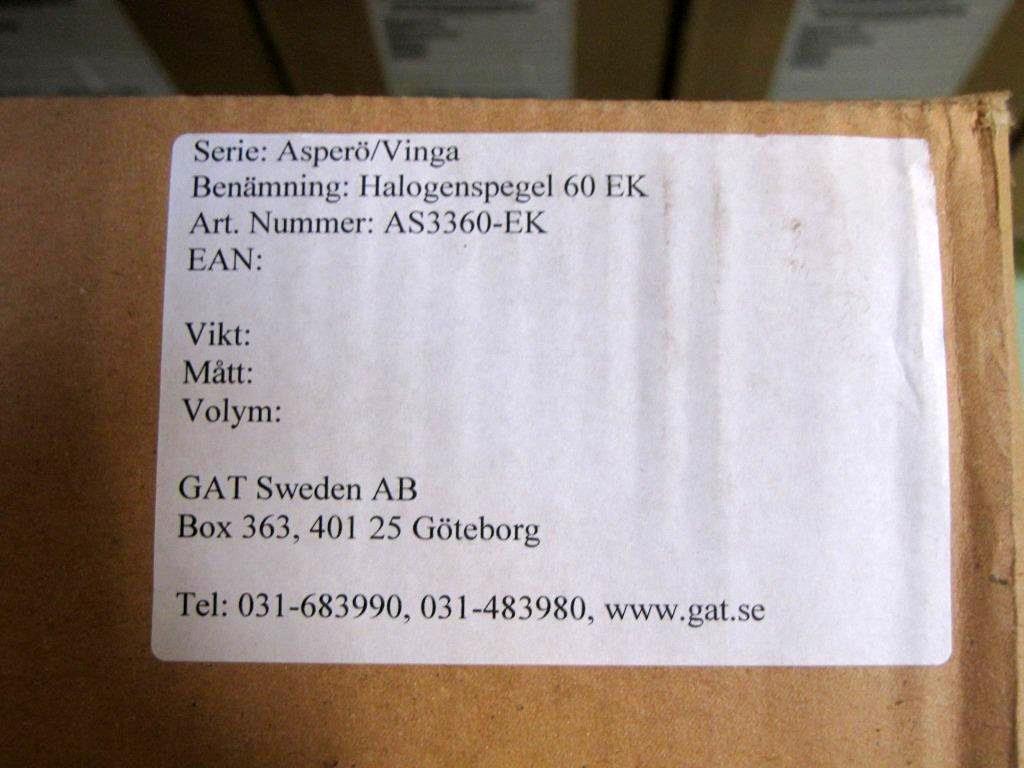 Serie: Asperö/Vinga
Benämning: Halogenspegel 60 EK
Art. Nummer: AS3360-EK
EAN:
Vikt:
Mått:
Volym:
GAT Sweden AB
Box 363, 401 25 Göteborg
Tel: 031-683990, 031-483980, www.gat.se